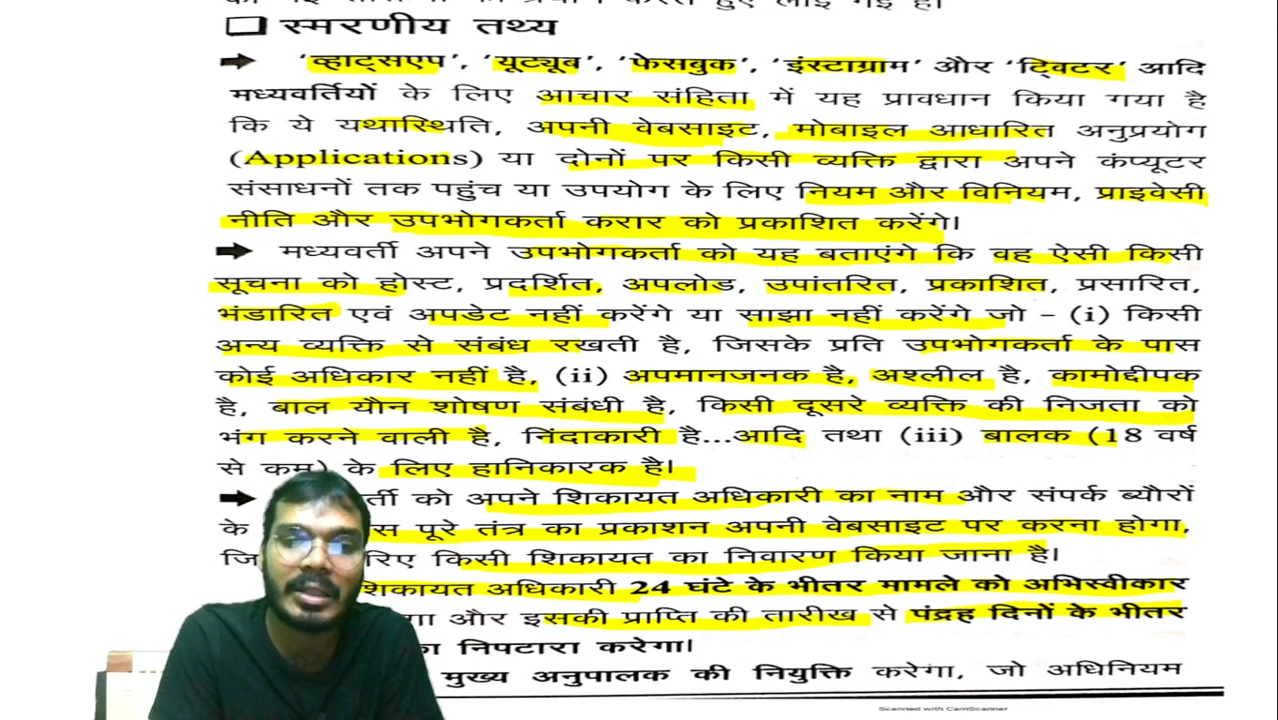 स्मरणीय तथ्य
'व्हाट्सएप', 'यूट्यूब', 'फेसबुक', 'इंस्टाग्राम' और 'ट्विटर' आदि
मध्यवर्तियों के लिए आचार संहिता में यह प्रावधान किया गया है
कि ये यथास्थिति, अपनी वेबसाइट, मोबाइल आधारित अनुप्रयोग
(Applications) या दोनों पर किसी व्यक्ति द्वारा अपने कंप्यूटर
संसाधनों तक पहुंच या उपयोग के लिए नियम और विनियम, प्राइवेसी
नीति और उपभोगकर्ता करार को प्रकाशित करेंगे।
मध्यवर्ती अपने उपभोगकर्ता को यह बताएंगे कि वह ऐसी किसी
सूचना को होस्ट, प्रदर्शित, अपलोड, उपांतरित, प्रकाशित, प्रसारित,
भंडारित एवं अपडेट नहीं करेंगे या साझा नहीं करेंगे जो – (i) किसी
अन्य व्यक्ति से संबंध रखती है, जिसके प्रति उपभोगकर्ता के पास
कोई अधिकार नहीं है, (ii) अपमानजनक है, अश्लील है, कामोद्दीपक
है, बाल यौन शोषण संबंधी है, किसी दूसरे व्यक्ति की निजता को
भंग करने वाली है, निंदाकारी है...आदि तथा (iii) बालक (18 वर्ष
से कम) के लिए हानिकारक है।
को अपने शिकायत अधिकारी का नाम और संपर्क ब्यौरों
के पूरे तंत्र का प्रकाशन अपनी वेबसाइट पर करना होगा,
किसी शिकायत का निवारण किया जाना है।
शिकायत अधिकारी 24 घंटे के भीतर मामले को अभिस्वीकार
और इसकी प्राप्ति की तारीख से पंद्रह दिनों के भीतर
निपटारा करेगा।
मुख्य अनुपालक की नियुक्ति करेगा, जो अधिनियम
Scanned with CamScanner